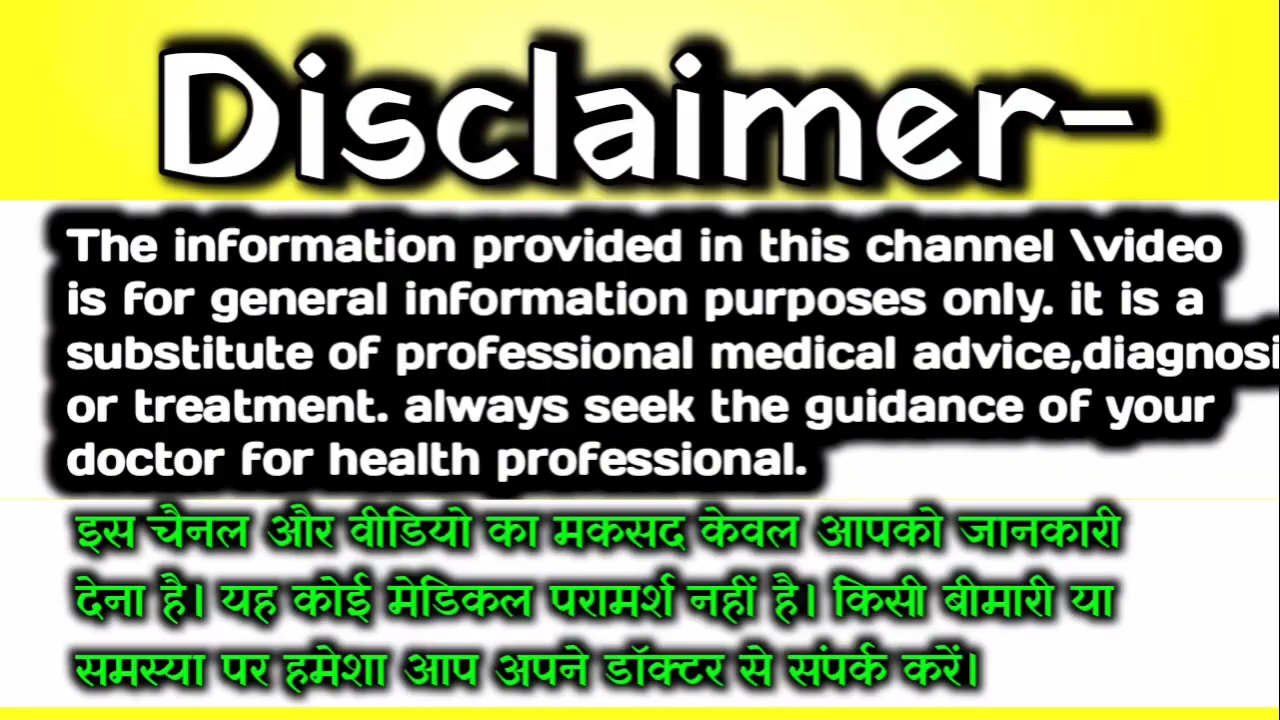 Disclaimer-
The information provided in this channel \video
is for general information purposes only. it is a
substitute of professional medical advice,diagnosi
or treatment. always seek the guidance of your
doctor for health professional.
इस चैनल और वीडियो का मकसद केवल आपको जानकारी
देना है। यह कोई मेडिकल परामर्श नहीं है। किसी बीमारी या
समस्या पर हमेशा आप अपने डॉक्टर से संपर्क करें।